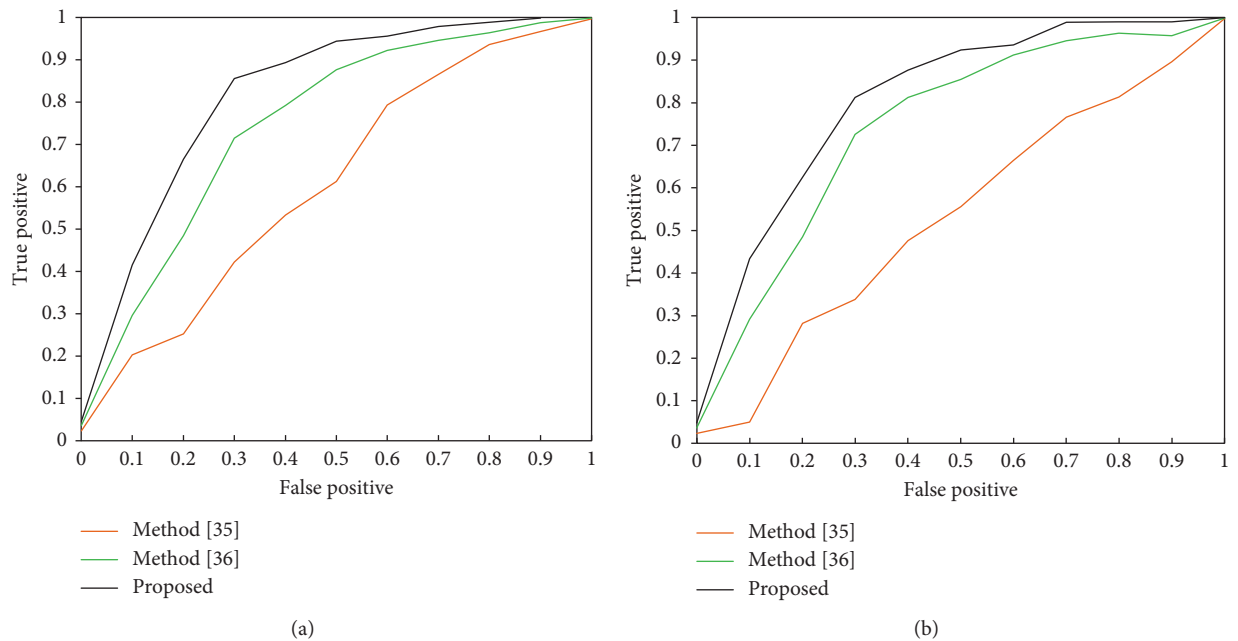 1
0.9
0.8
0.7
0.6
0.5
0.4
0.3
0.2
0.1
0
True positive
0 0.1 0.2 0.3 0.4 0.5 0.6 0.7 0.8 0.9 1
False positive
Method [35]
Method [36]
Proposed
(a)
1
0.9
0.8
0.7
0.6
0.5
0.4
0.3
0.2
0.1
0
True positive
0 0.1 0.2 0.3 0.4 0.5 0.6 0.7 0.8 0.9 1
False positive
Method [35]
Method [36]
Proposed
(b)